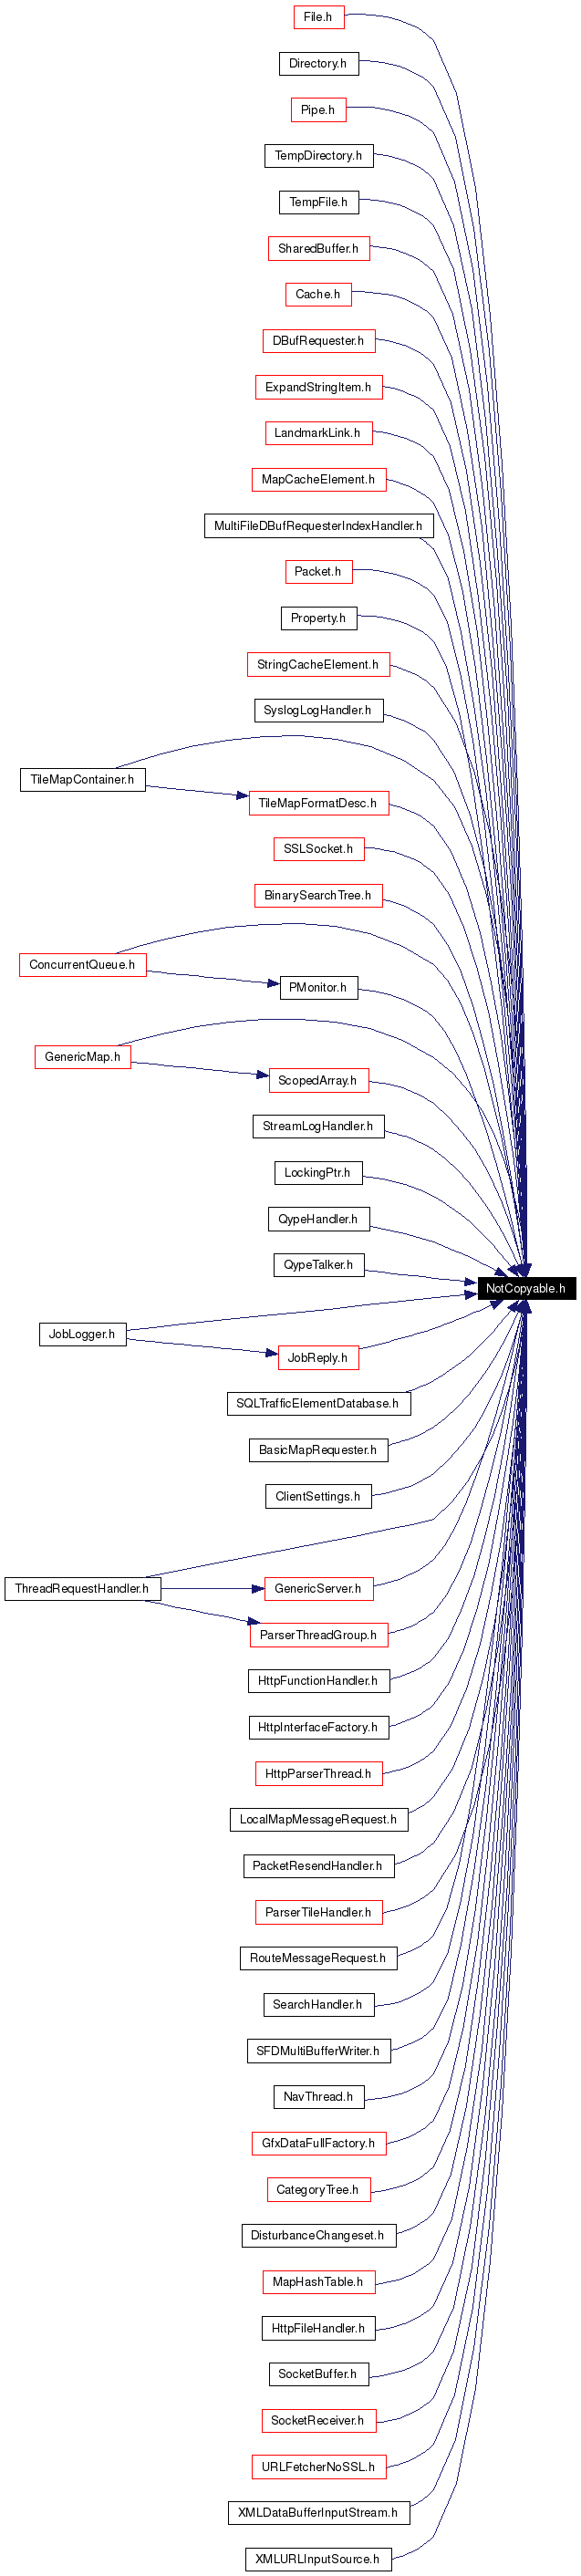 File.h
Directory.h
Pipe.h
TempDirectory.h
TempFile.h
SharedBuffer.h
Cache.h
DBufRequester.h
ExpandStringItem.h
LandmarkLink.h
MapCacheElement.h
MultiFileDBufRequesterIndexHandler.h
Packet.h
Property.h
StringCacheElement.h
SyslogLogHandler.h
TileMapContainer.h
TileMapFormatDesc.h
SSLSocket.h
BinarySearchTree.h
ConcurrentQueue.h
PMonitor.h
GenericMap.h
ScopedArray.h
StreamLogHandler.h
LockingPtr.h
QypeHandler.h
QypeTalker.h
NotCopyable.h
JobLogger.h
JobReply.h
SQLTrafficElementDatabase.h
BasicMapRequester.h
ClientSettings.h
ThreadRequestHandler.h
GenericServer.h
ParserThreadGroup.h
HttpFunctionHandler.h
HttpInterfaceFactory.h
HttpParserThread.h
LocalMapMessageRequest.h
PacketResendHandler.h
ParserTileHandler.h
RouteMessageRequest.h
SearchHandler.h
SFDMultiBufferWriter.h
NavThread.h
GfxDataFullFactory.h
CategoryTree.h
DisturbanceChangeset.h
MapHashTable.h
HttpFileHandler.h
SocketBuffer.h
SocketReceiver.h
URLFetcherNoSSL.h
XMLDataBufferInputStream.h
XMLURLInputSource.h